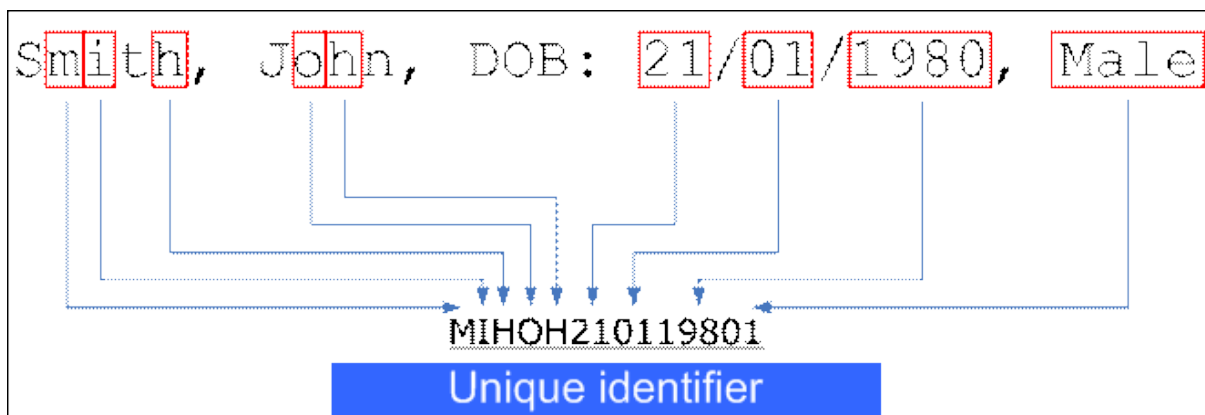 Smith, John, DOB: 21/01/1980, Male
MIHOH210119801
Unique identifier